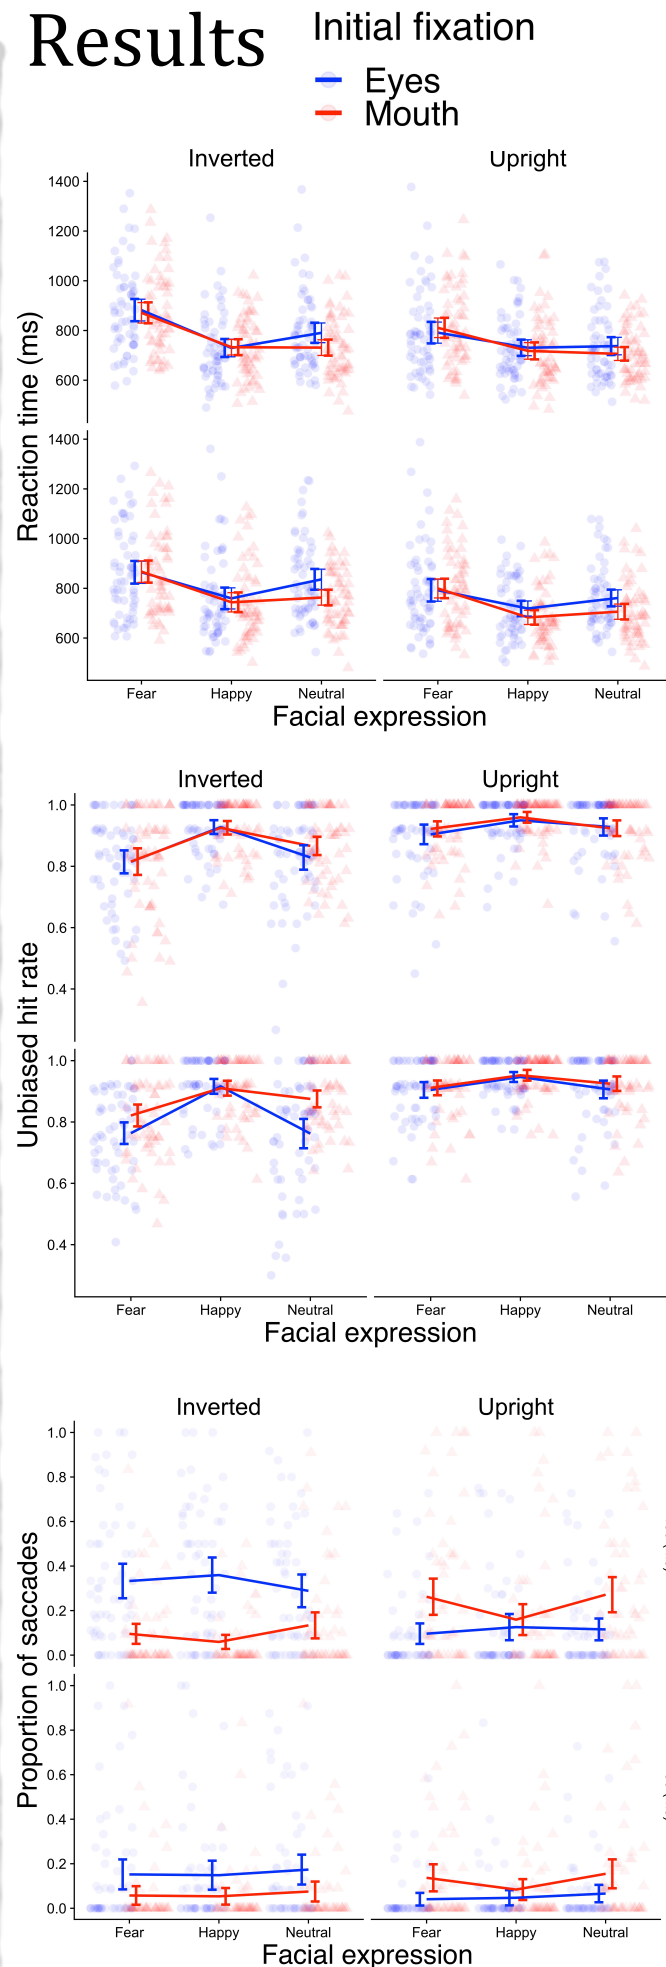 Results
Initial fixation
Eyes
Mouth
Inverted
Upright
Reaction time (ms)
1400
1200
1000
800
600
1400
1200
1000
800
600
Fear
Happy
Neutral
Fear
Happy
Neutral
Facial expression
Inverted
Upright
Unbiased hit rate
1.0
0.8
0.6
0.4
1.0
0.8
0.6
0.4
Fear
Happy
Neutral
Fear
Happy
Neutral
Facial expression
Inverted
Upright
Proportion of saccades
1.0
0.8
0.6
0.4
0.2
0.0
1.0
0.8
0.6
0.4
0.2
0.0
Fear
Happy
Neutral
Fear
Happy
Neutral
Facial expression